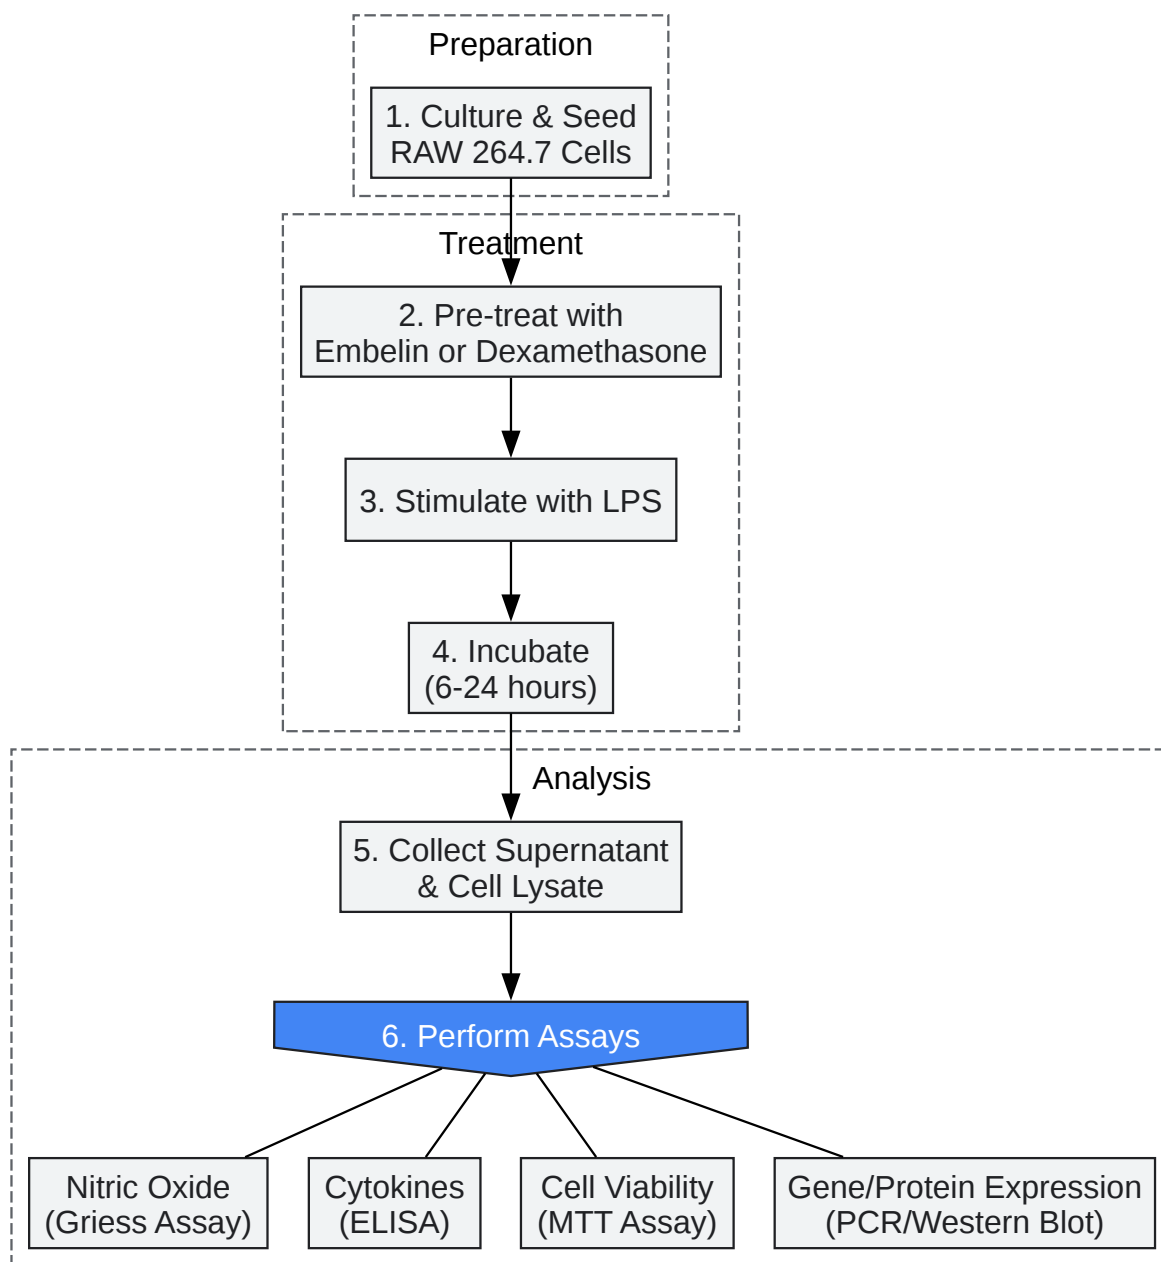 Preparation
1. Culture & Seed
RAW 264.7 Cells
Treatment
2. Pre-treat with
Embelin or Dexamethasone
3. Stimulate with LPS
4. Incubate
(6-24 hours)
Analysis
5. Collect Supernatant
& Cell Lysate
6. Perform Assays
Nitric Oxide
(Griess Assay)
Cytokines
(ELISA)
Cell Viability
(MTT Assay)
Gene/Protein Expression
(PCR/Western Blot)